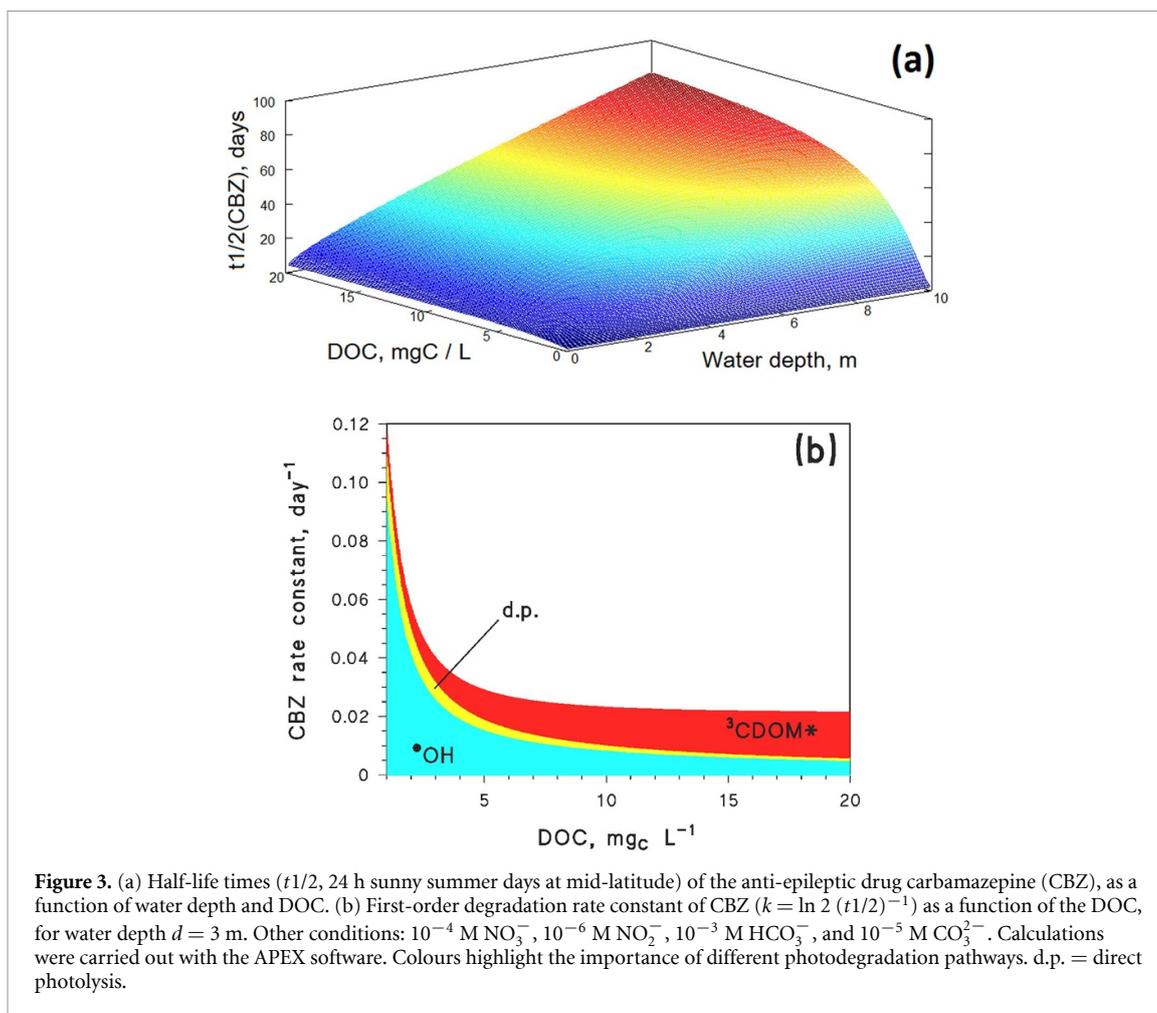 (a)
t1/2(CBZ), days
100
80
60
40
20
20
15
10
5
0
DOC, mgC / L
0
2
4
6
8
10
Water depth, m
(b)
CBZ rate constant, day⁻¹
0.12
0.10
0.08
0.06
0.04
0.02
0
d.p.
³CDOM*
•OH
5
10
15
20
DOC, mg_C L⁻¹
Figure 3. (a) Half-life times (t1/2, 24 h sunny summer days at mid-latitude) of the anti-epileptic drug carbamazepine (CBZ), as a
function of water depth and DOC. (b) First-order degradation rate constant of CBZ (k = ln 2 (t1/2)⁻¹) as a function of the DOC,
for water depth d = 3 m. Other conditions: 10⁻⁴ M NO₃⁻, 10⁻⁶ M NO₂⁻, 10⁻³ M HCO₃⁻, and 10⁻⁵ M CO₃²⁻. Calculations
were carried out with the APEX software. Colours highlight the importance of different photodegradation pathways. d.p. = direct
photolysis.